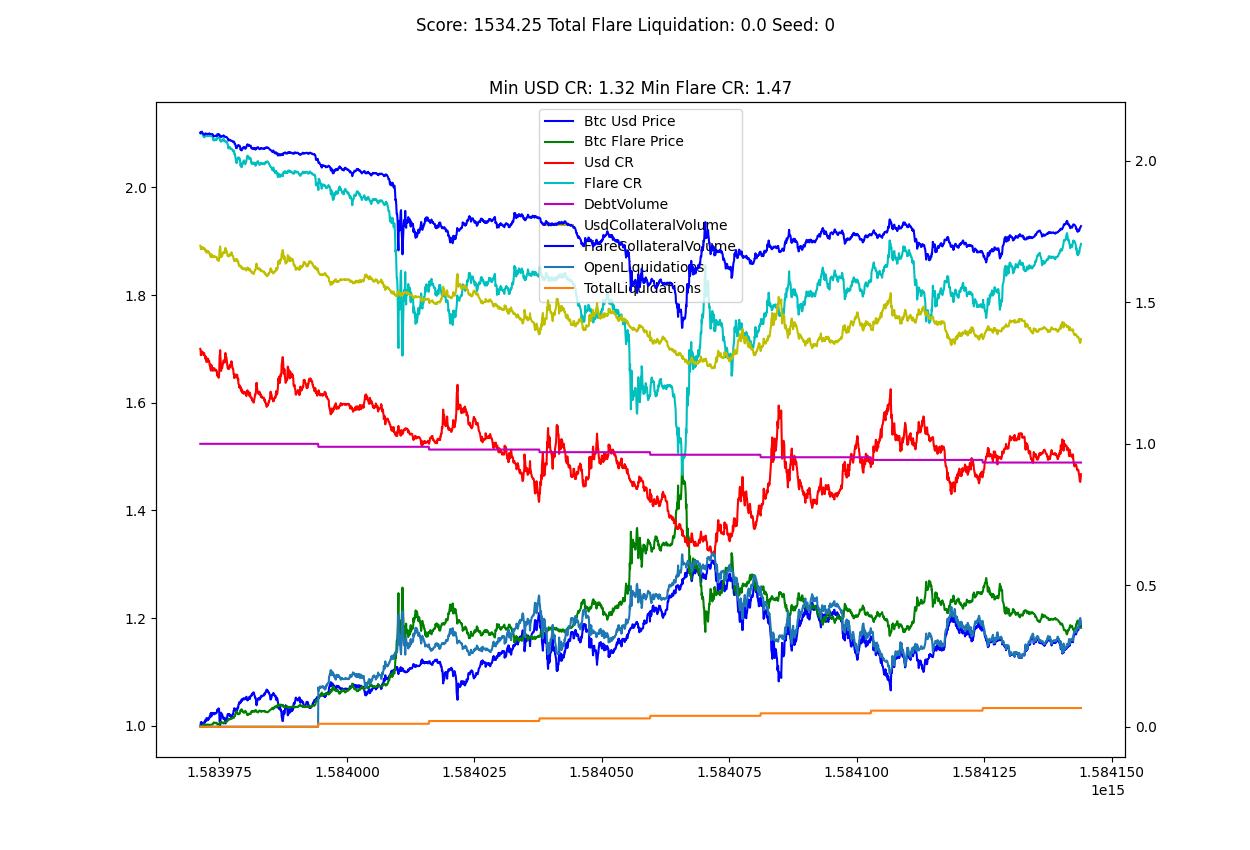 Score: 1534.25 Total Flare Liquidation: 0.0 Seed: 0
Min USD CR: 1.32 Min Flare CR: 1.47
Btc Usd Price
Btc Flare Price
Usd CR
Flare CR
DebtVolume
UsdCollateralVolume
FlareCollateralVolume
OpenLiquidations
TotalLiquidations
2.0
1.8
1.6
1.4
1.2
1.0
2.0
1.5
1.0
0.5
0.0
1.583975 1.584000 1.584025 1.584050 1.584075 1.584100 1.584125 1.584150
1e15